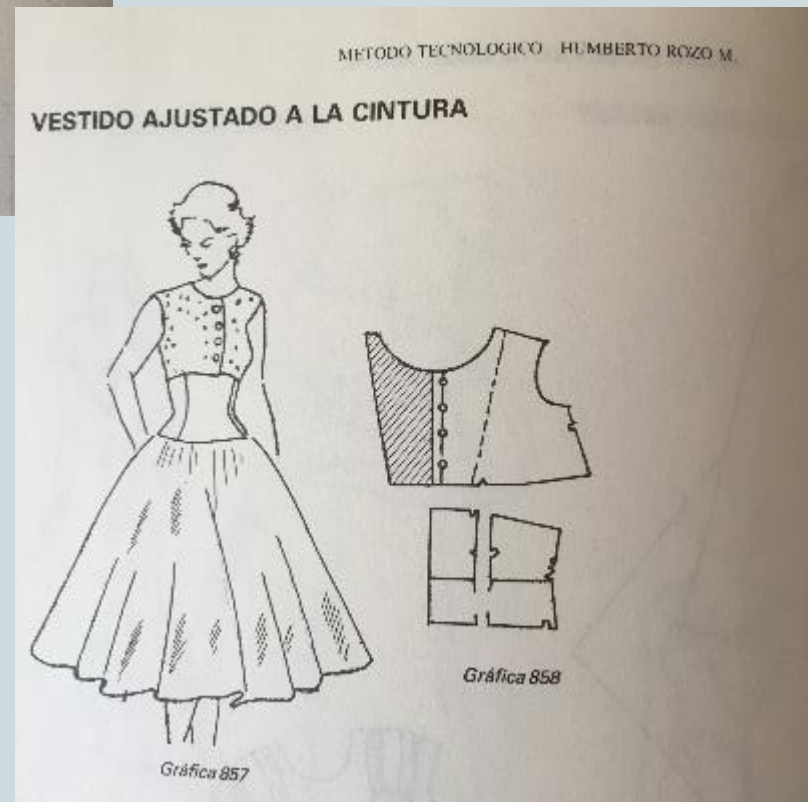 METODO TECNOLOGICO HUMBERTO ROZO M.
VESTIDO AJUSTADO A LA CINTURA
Gráfica 858
Gráfica 857